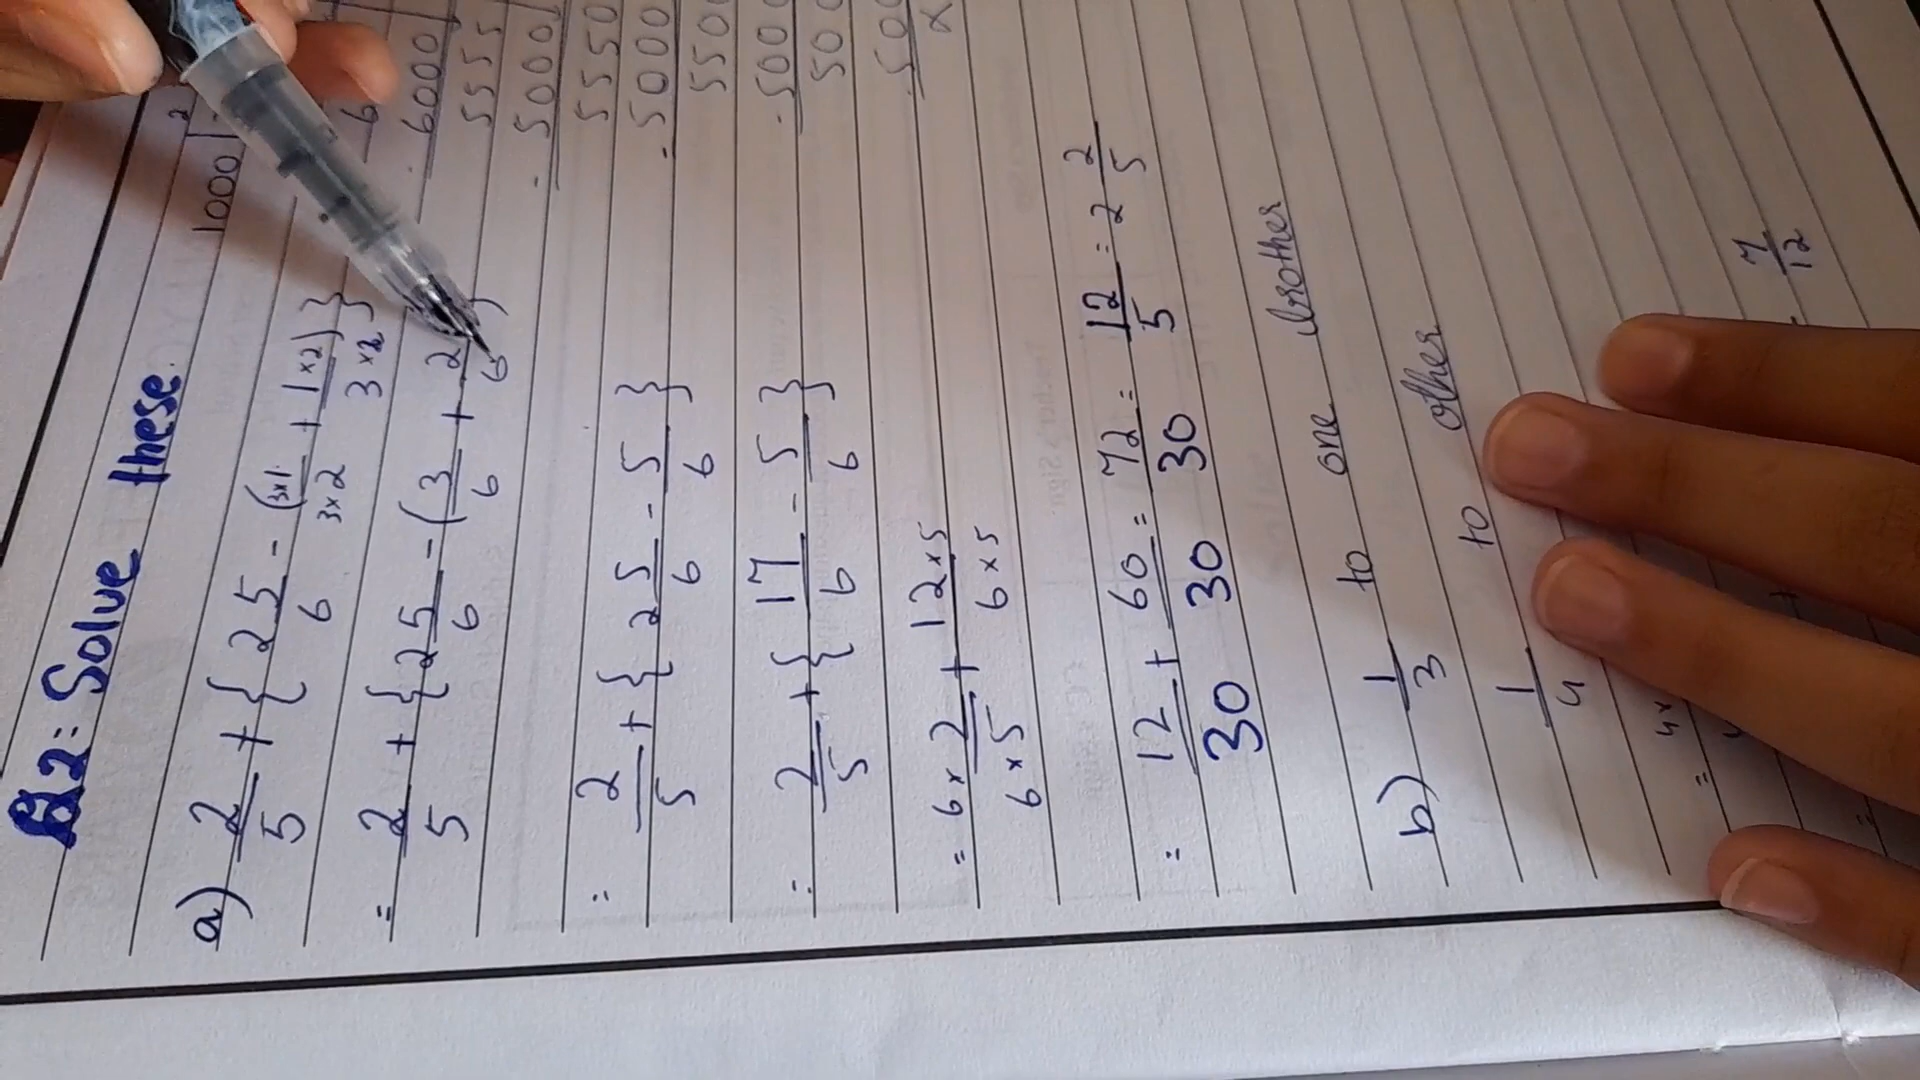 Q2: Solve these.
a) 2/5 + { 25/6 - (3×1/3×2 + 1×2/3×2) }
= 2/5 + { 25/6 - (3/6 + 2/6)
= 2/5 + { 25/6 - 5/6 }
= 2/5 + { 17/6 - 5/6 }
= 6×2/6×5 + 12×5/6×5
= 12/30 + 60/30 = 72/30 = 12/5 = 2 2/5
b) 1/3 to one brother
1/4 to other
7/12
1000
6000
5555
- 5000
5550
- 5000
550
- 500
50
- 50
x